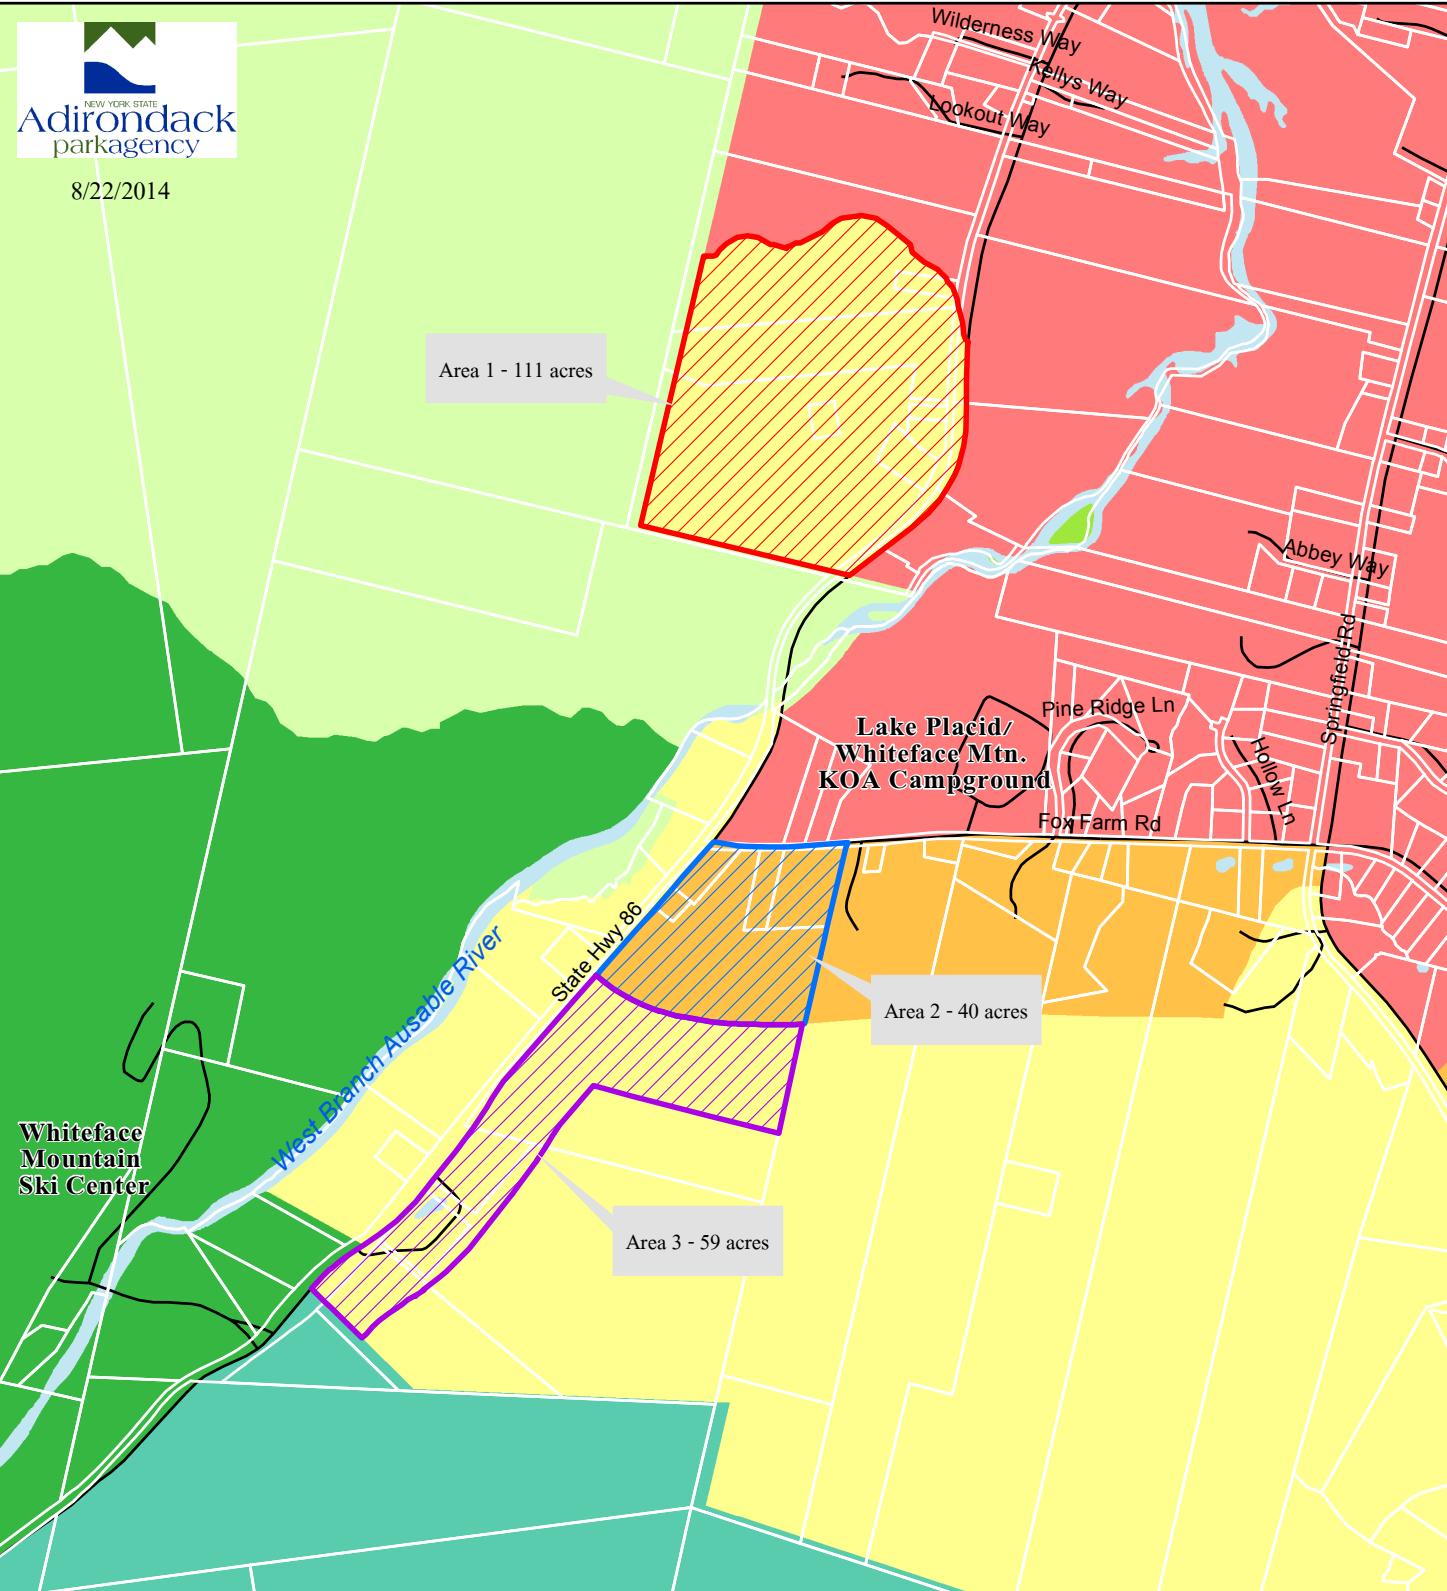 NEW YORK STATE
Adirondack
parkagency
8/22/2014
Wilderness Way
Kellys Way
Lookout Way
Area 1 - 111 acres
Abbey Way
Springfield Rd
Pine Ridge Ln
Lake Placid/
Whiteface Mtn.
KOA Campground
Hollow Ln
Fox Farm Rd
State Hwy 86
West Branch Ausable River
Area 2 - 40 acres
Whiteface
Mountain
Ski Center
Area 3 - 59 acres